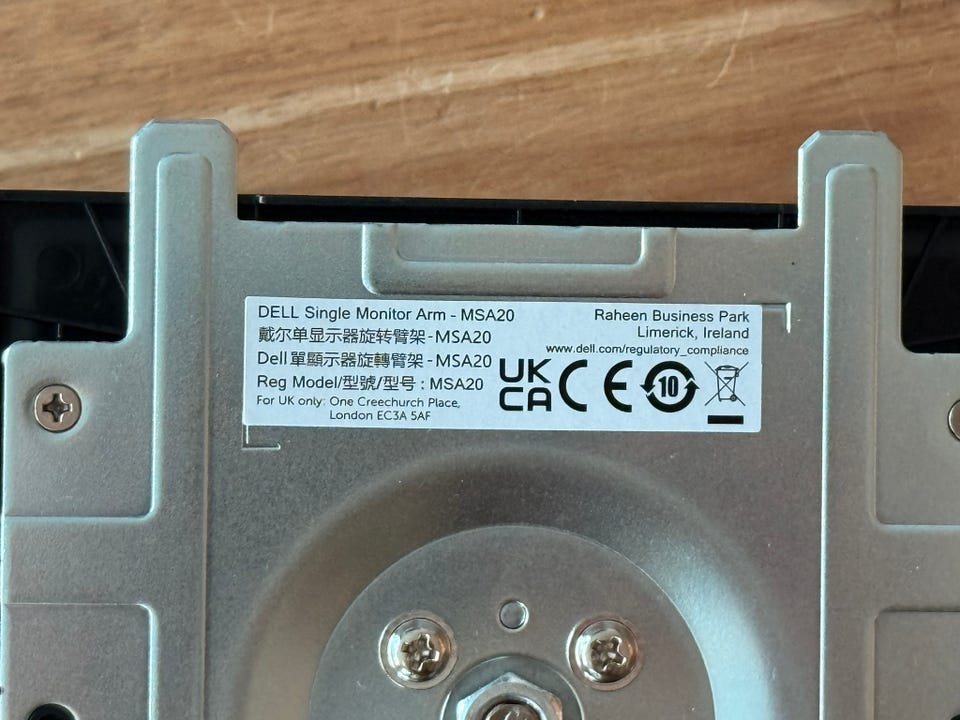 DELL Single Monitor Arm - MSA20
戴尔单显示器旋转臂架-MSA20
Dell單顯示器旋轉臂架-MSA20
Reg Model/型號/型号 : MSA20
For UK only: One Creechurch Place,
London EC3A 5AF
Raheen Business Park
Limerick, Ireland
www.dell.com/regulatory_compliance
UK
CA
CE
10